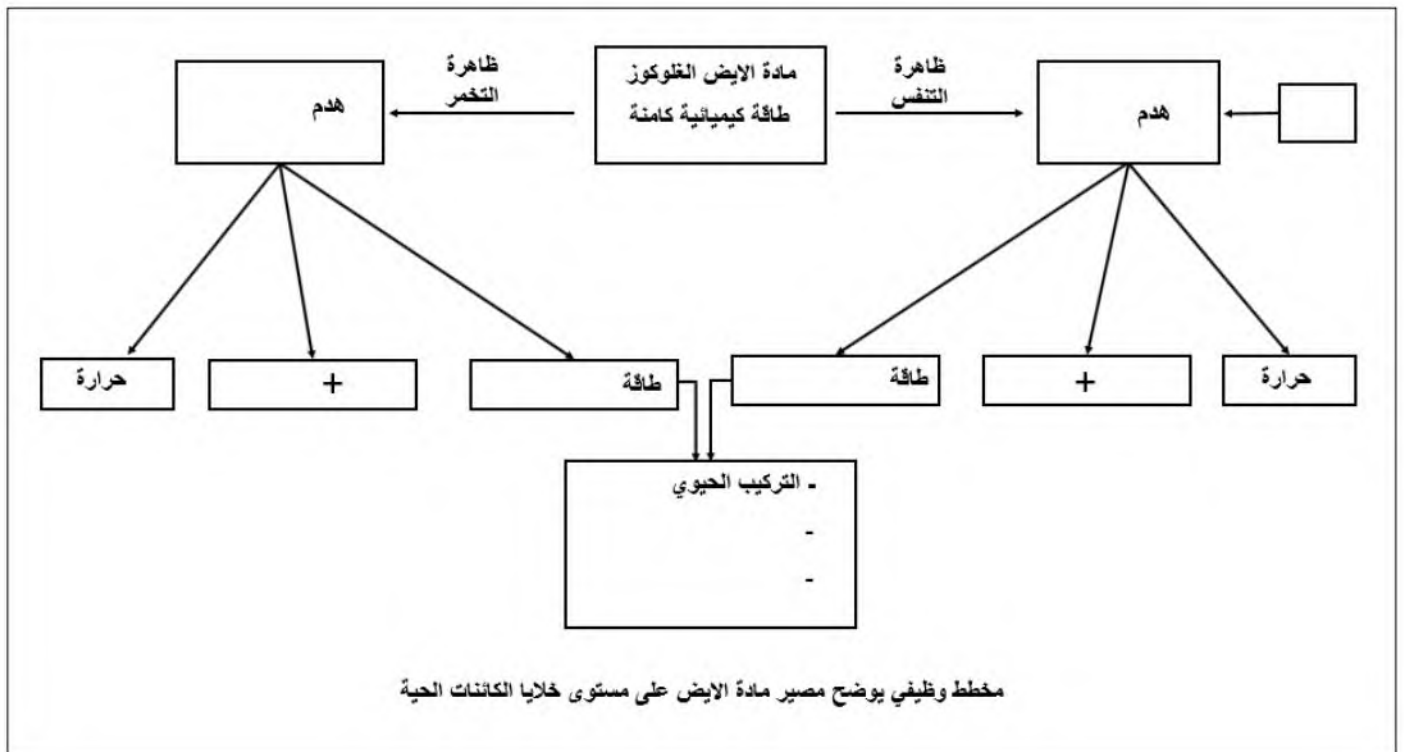 مادة الايض الغلوكوز
طاقة كيميائية كامنة
ظاهرة
التنفس
هدم
ظاهرة
التخمر
هدم
حرارة
+
طاقة
طاقة
+
حرارة
- التركيب الحيوي
-
-
مخطط وظيفي يوضح مصير مادة الايض على مستوى خلايا الكائنات الحية